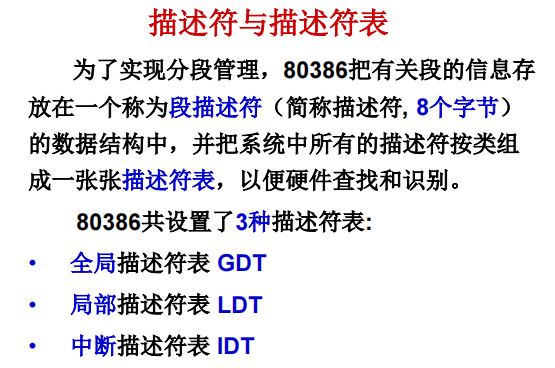 描述符与描述符表
为了实现分段管理，80386把有关段的信息存
放在一个称为段描述符（简称描述符, 8个字节）
的数据结构中，并把系统中所有的描述符按类组
成一张张描述符表，以便硬件查找和识别。
80386共设置了3种描述符表:
• 全局描述符表 GDT
• 局部描述符表 LDT
• 中断描述符表 IDT